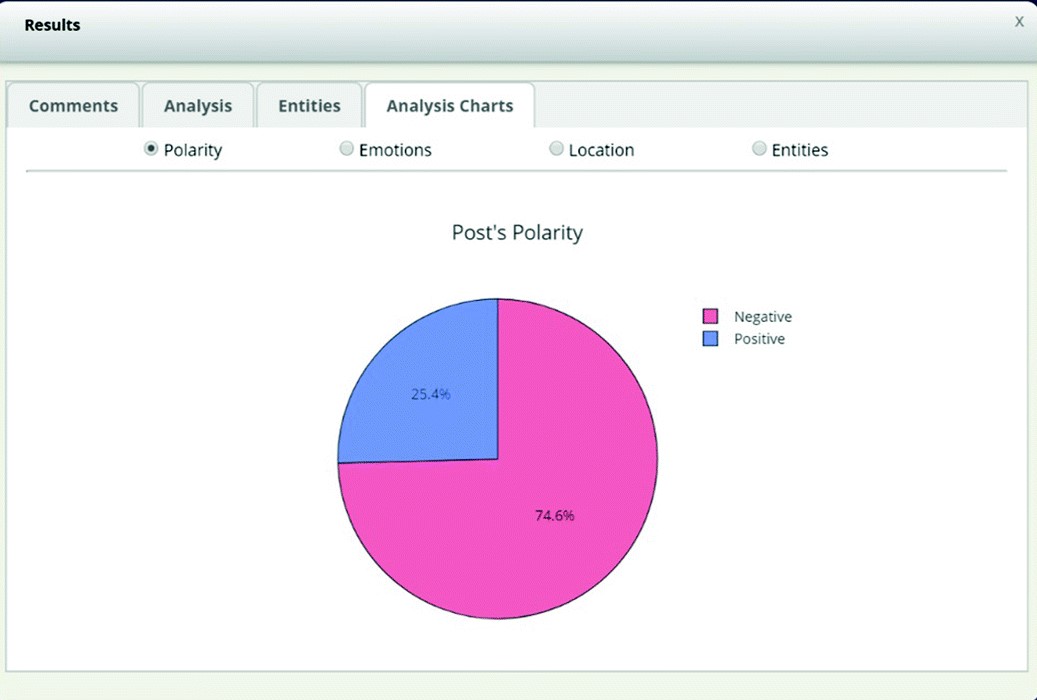 Results
X
Comments Analysis Entities Analysis Charts
Polarity Emotions Location Entities
Post's Polarity
Negative
Positive
25.4%
74.6%